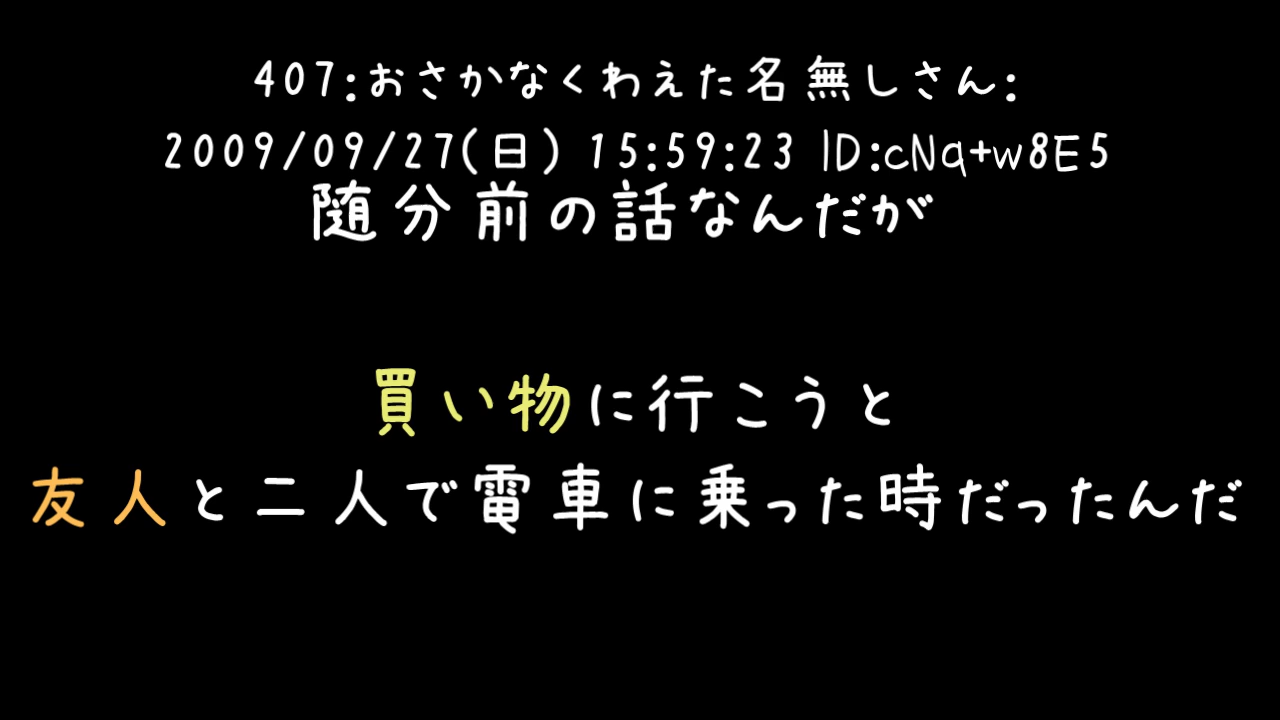 407:おさかなくわえた名無しさん:
2009/09/27(日) 15:59:23 ID:cNq+w8E5
随分前の話なんだが
買い物に行こうと
友人と二人で電車に乗った時だったんだ